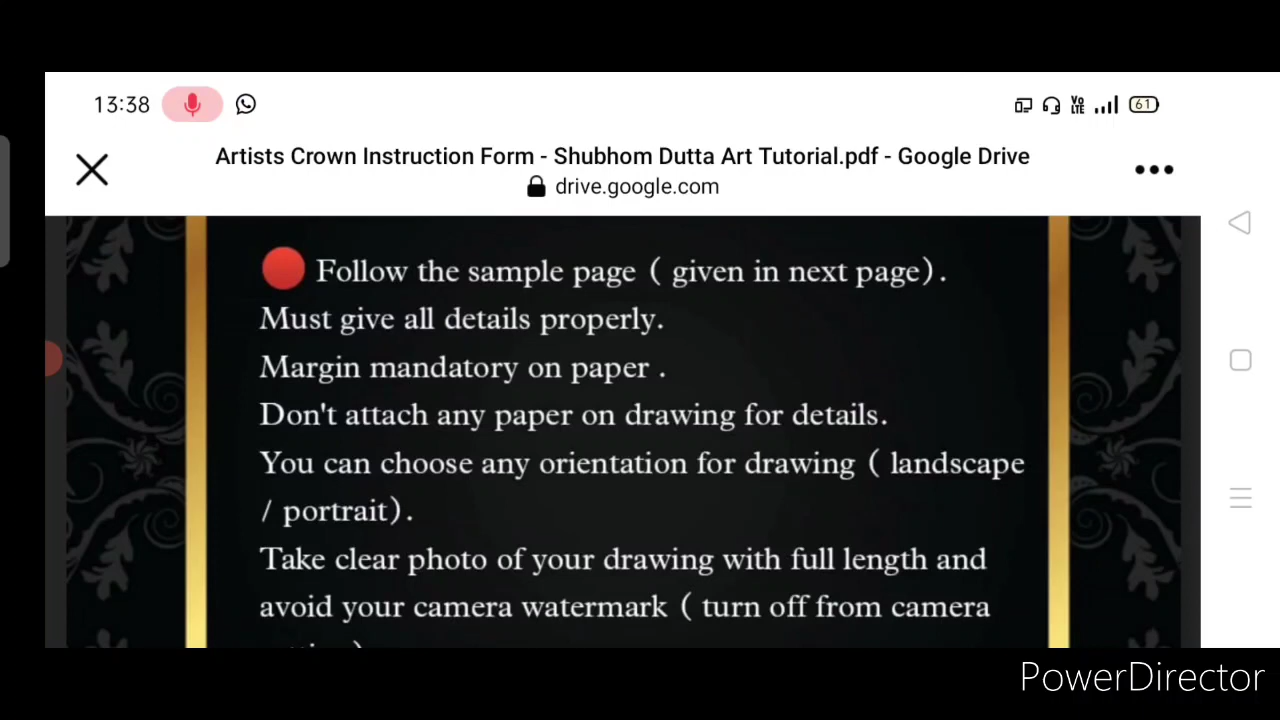 13:38
Vo
LTE
61
Artists Crown Instruction Form - Shubhom Dutta Art Tutorial.pdf - Google Drive
drive.google.com
Follow the sample page ( given in next page).
Must give all details properly.
Margin mandatory on paper .
Don't attach any paper on drawing for details.
You can choose any orientation for drawing ( landscape
/ portrait).
Take clear photo of your drawing with full length and
avoid your camera watermark ( turn off from camera
PowerDirector